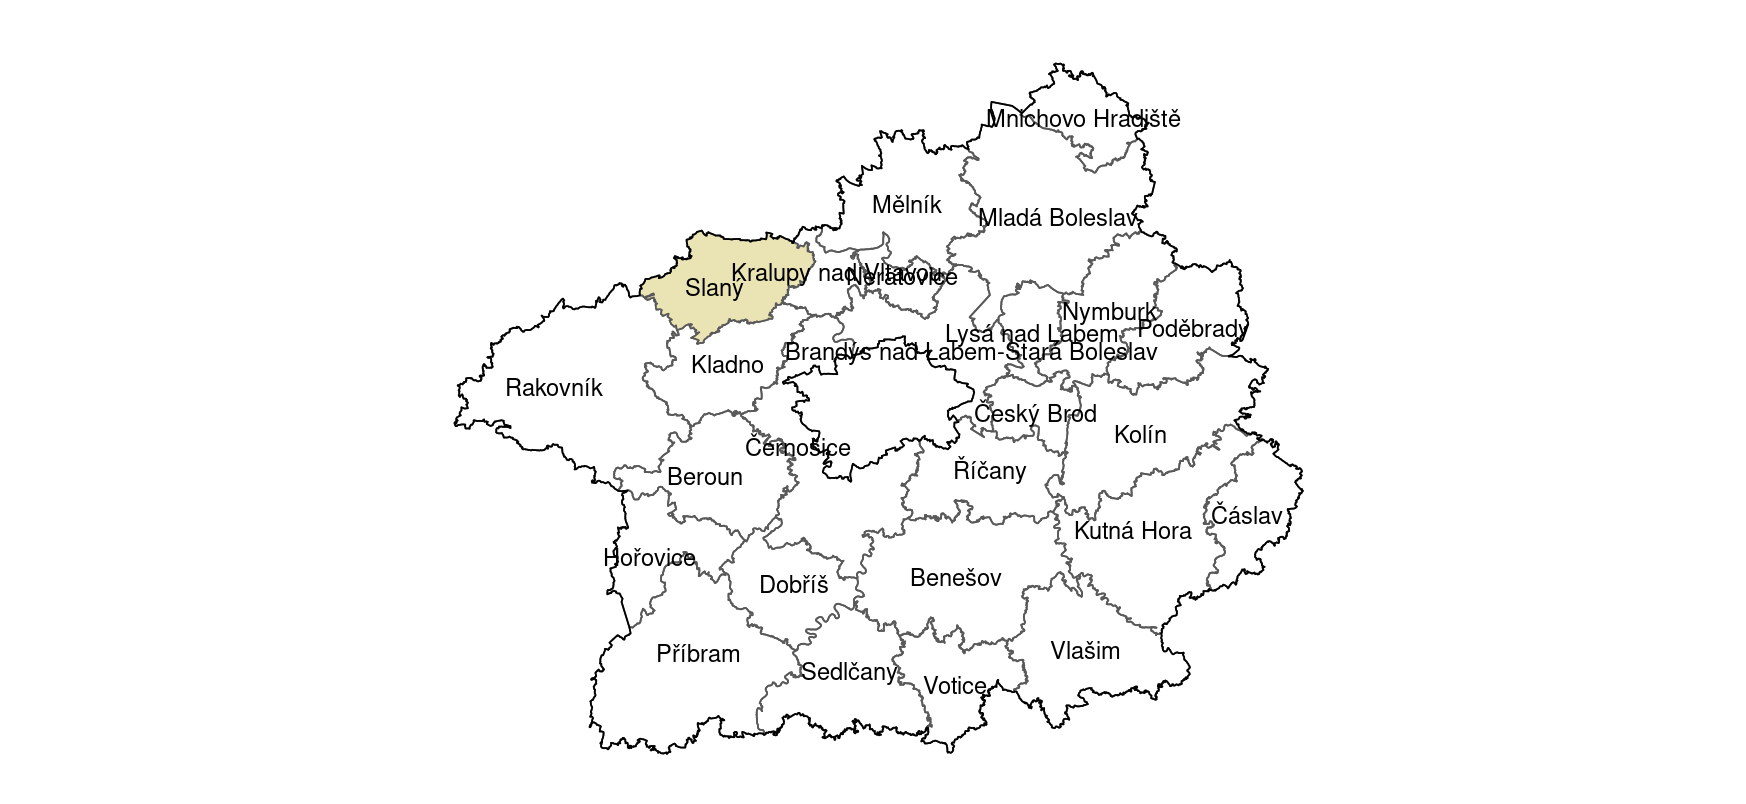 Mnichovo Hradiště
Mělník
Mladá Boleslav
Kralupy nad Vltavou
Neratovice
Slaný
Nymburk
Poděbrady
Lysá nad Labem
Brandýs nad Labem-Stará Boleslav
Kladno
Rakovník
Český Brod
Kolín
Černošice
Říčany
Beroun
Čáslav
Kutná Hora
Hořovice
Benešov
Dobříš
Vlašim
Příbram
Sedlčany
Votice